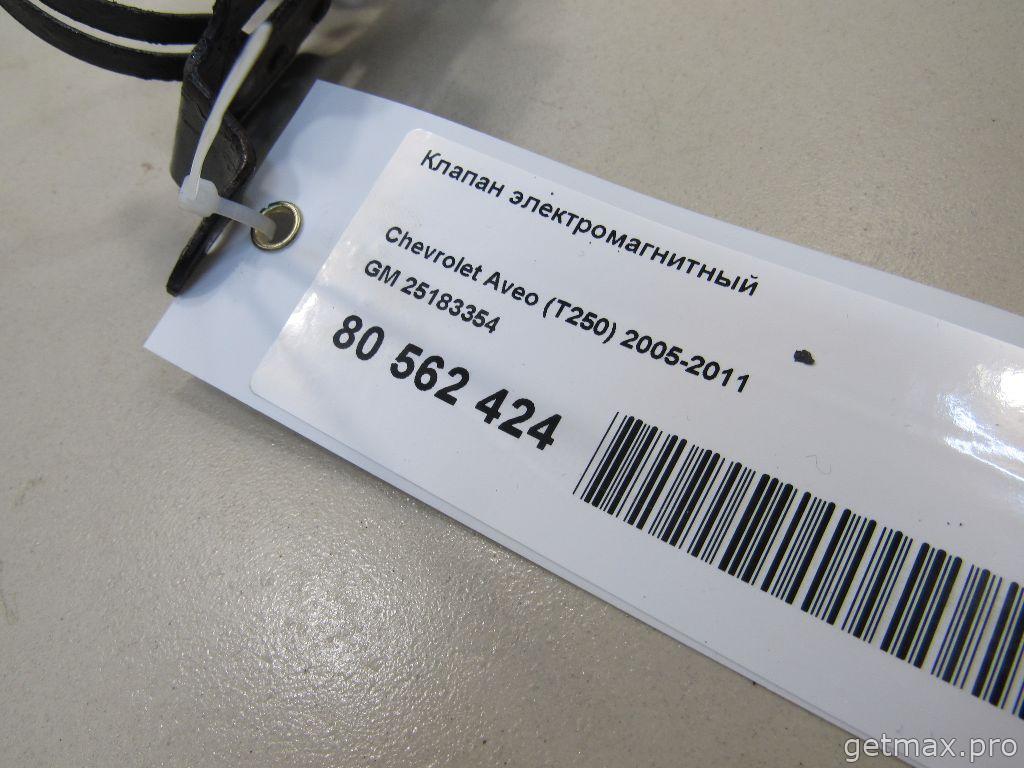 Клапан электромагнитный
Chevrolet Aveo (T250) 2005-2011
GM 25183354
80 562 424
getmax.pro